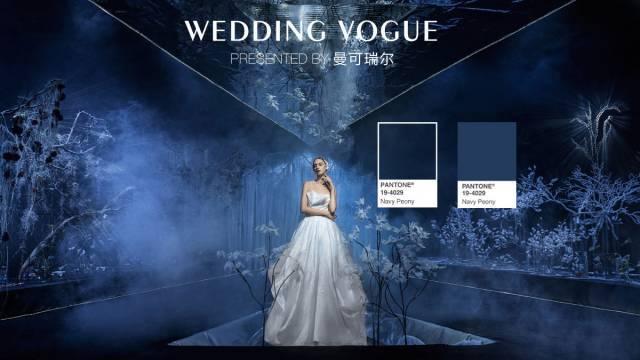 WEDDING VOGUE
PRESENTED BY 曼可瑞尔
PANTONE®
19-4029
Navy Peony
PANTONE®
19-4029
Navy Peony